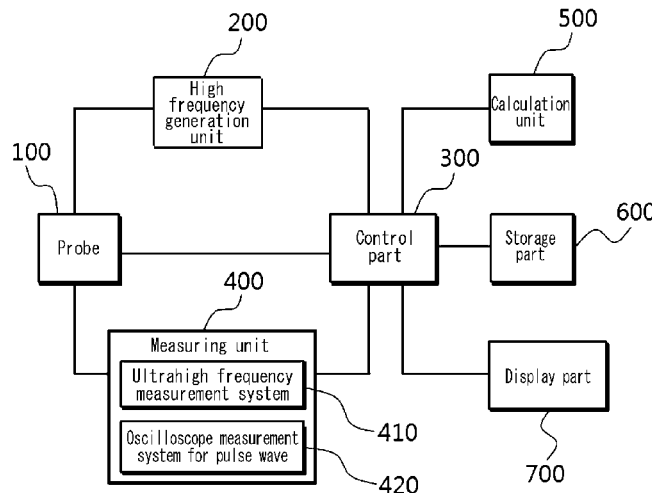 200
High
frequency
generation
unit
500
Calculation
unit
100
Probe
300
Control
part
600
Storage
part
400
Measuring unit
Ultrahigh frequency
measurement system
410
Oscilloscope measurement
system for pulse wave
420
Display part
700